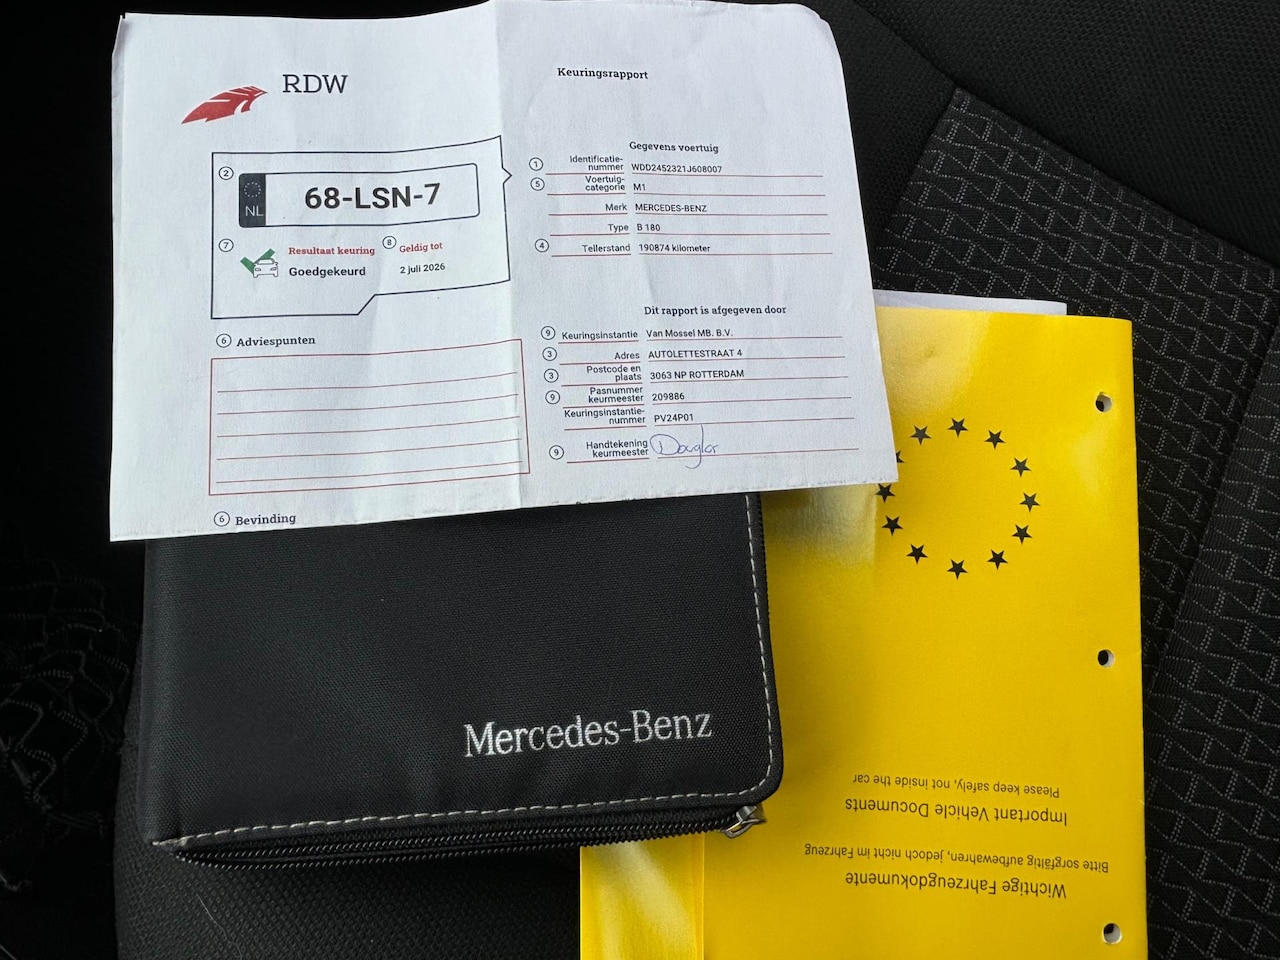 RDW
② NL 68-LSN-7
⑦ Resultaat keuring
Goedgekeurd
⑧ Geldig tot
2 juli 2026
⑥ Adviespunten
⑥ Bevinding
Keuringsrapport
Gegevens voertuig
① Identificatie-
nummer WDD2452321J608007
⑤ Voertuig-
categorie M1
Merk MERCEDES-BENZ
Type B 180
④ Tellerstand 190874 kilometer
Dit rapport is afgegeven door
⑨ Keuringsinstantie Van Mossel MB. B.V.
③ Adres AUTOLETTESTRAAT 4
③ Postcode en
plaats 3063 NP ROTTERDAM
⑨ Pasnummer
keurmeester 209886
Keuringsinstantie-
nummer PV24P01
⑨ Handtekening
keurmeester
Mercedes-Benz
Wichtige Fahrzeugdokumente
Bitte sorgfältig aufbewahren, jedoch nicht im Fahrzeug
Important Vehicle Documents
Please keep safely, not inside the car